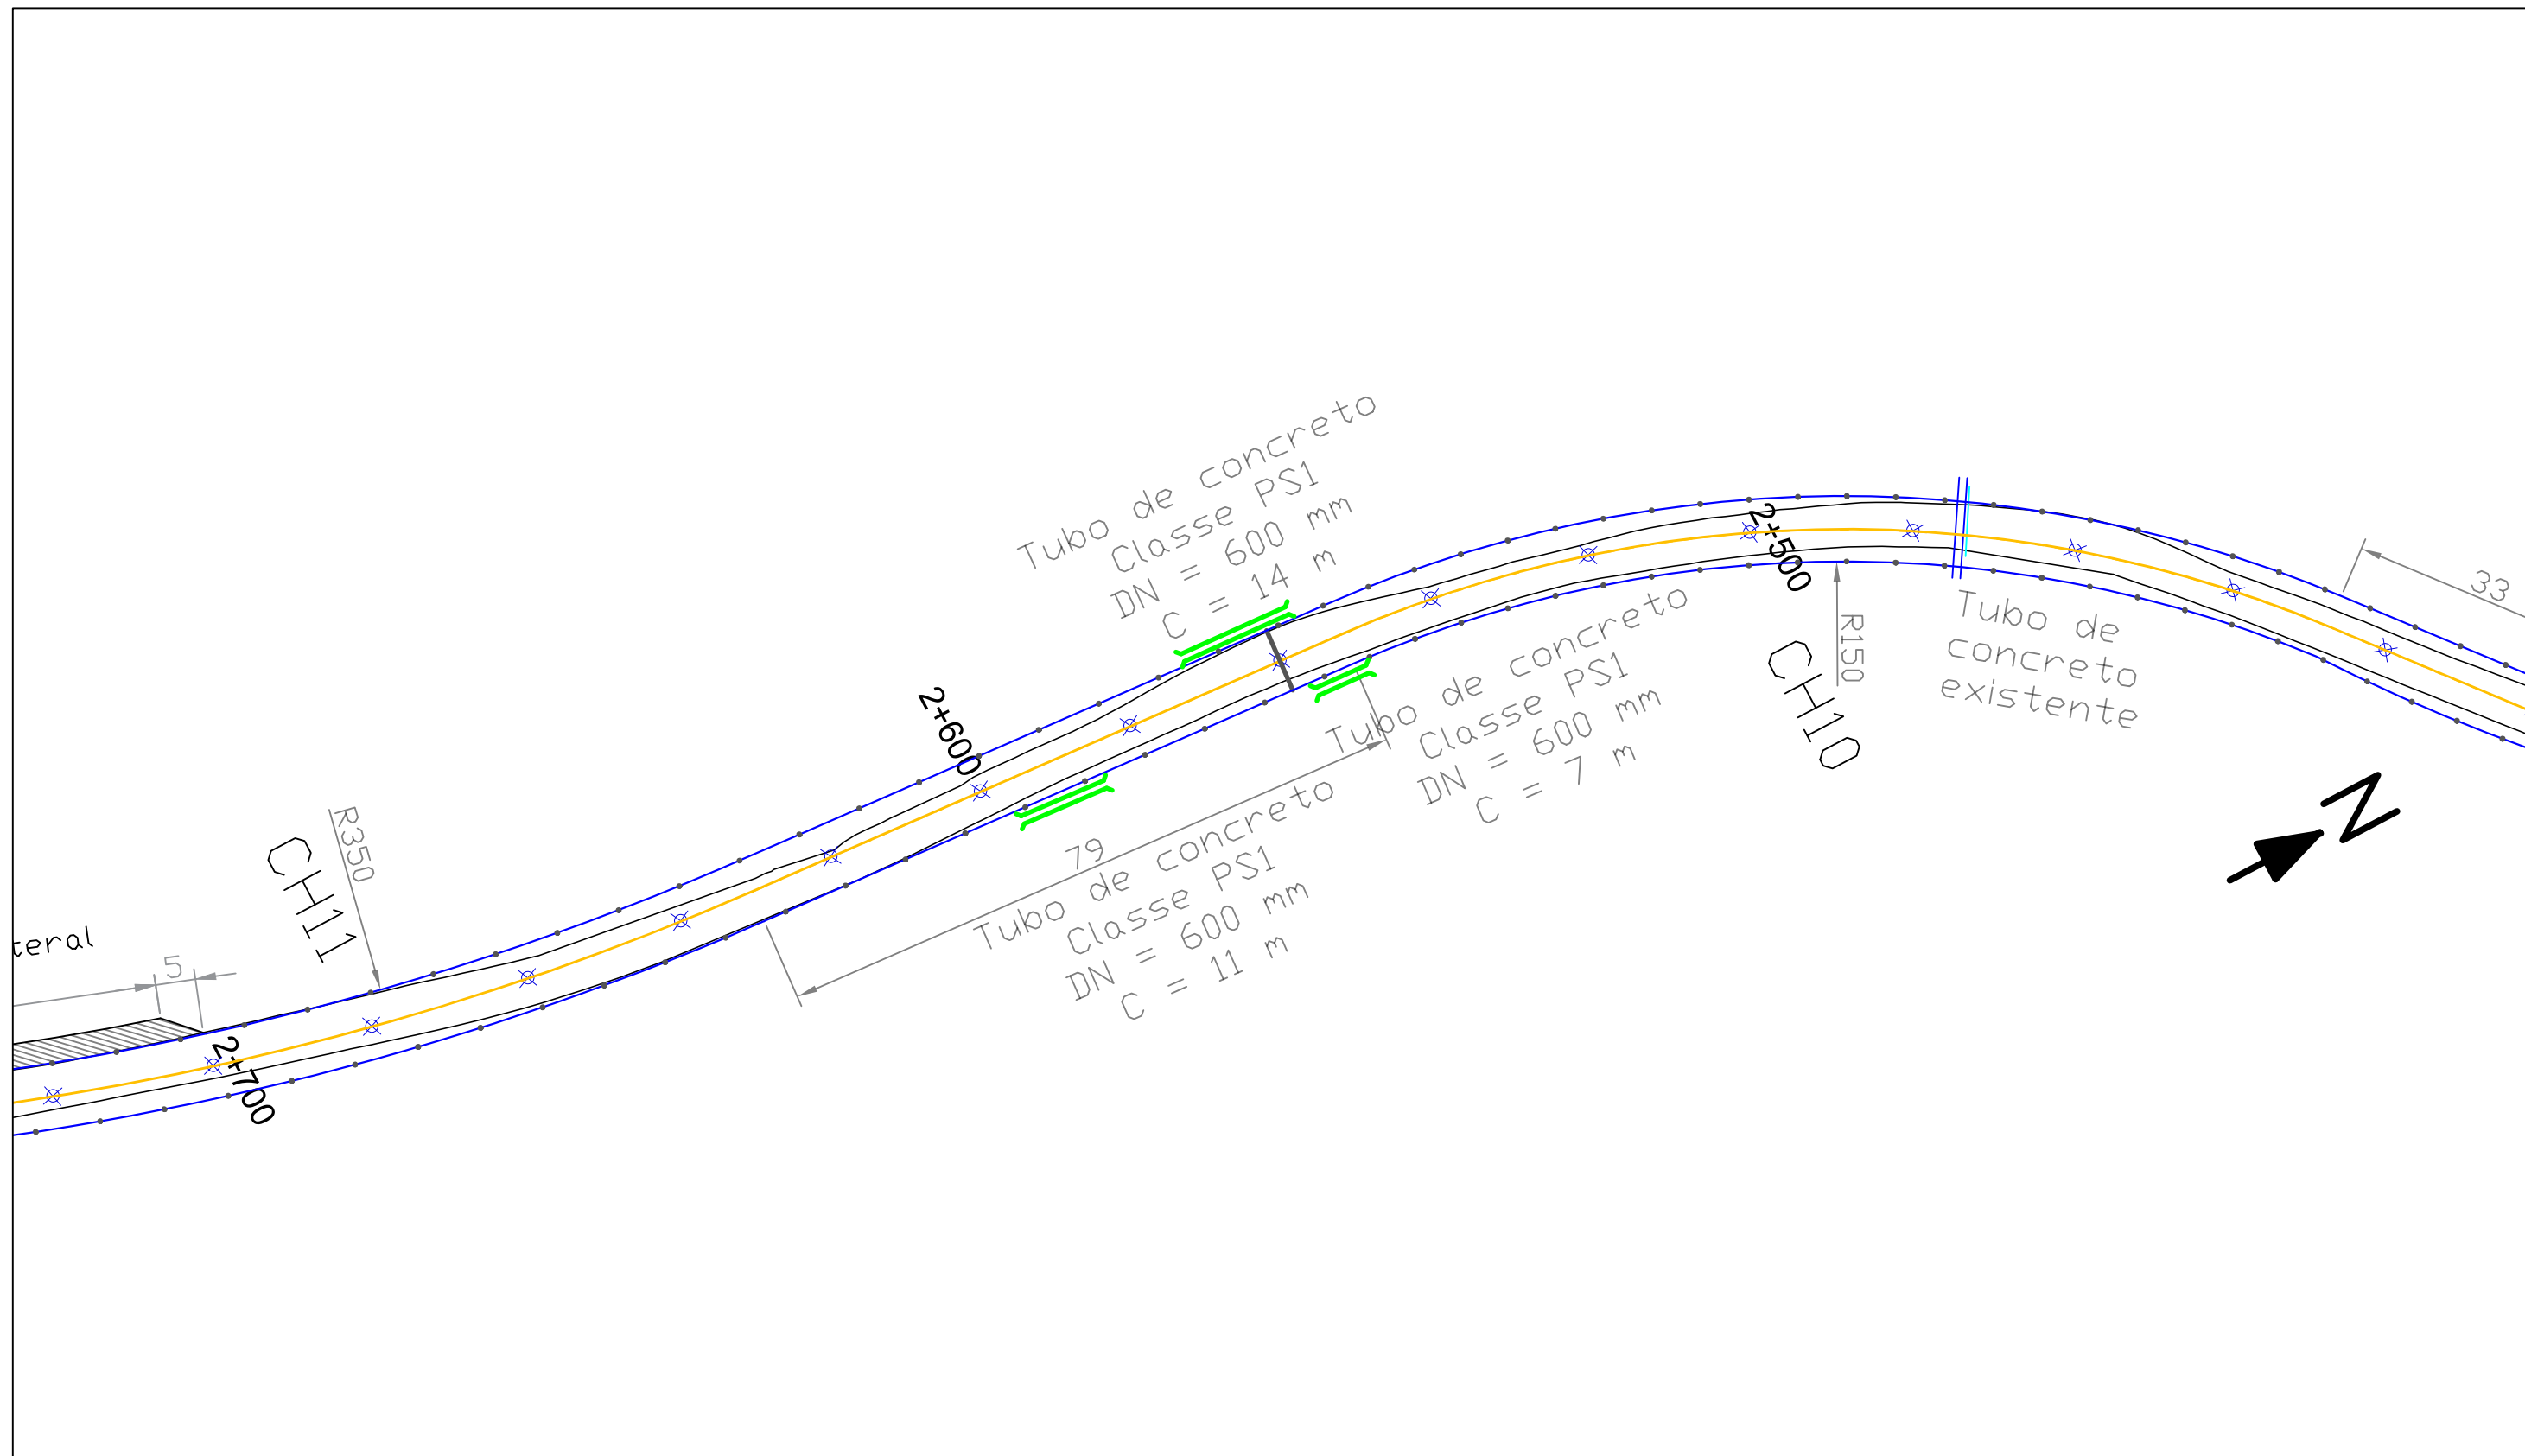 Tubo de concreto
Classe PS1
DN = 600 mm
C = 14 m
2+500
33
R150
CH10
Tubo de
concreto
existente
Tubo de concreto
Classe PS1
DN = 600 mm
C = 7 m
2+600
79
Tubo de concreto
Classe PS1
DN = 600 mm
C = 11 m
N
R350
CH11
teral
5
2+700